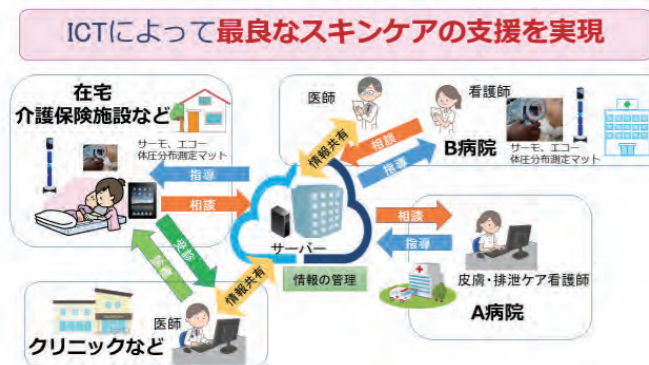 ICTによって最良なスキンケアの支援を実現
在宅
介護保険施設など
サーモ、エコー
体圧分布測定マット
指導
相談
医師
看護師
情報共有
相談
指導
B病院
サーモ、エコー
体圧分布測定マット
サーバー
情報の管理
相談
指導
皮膚・排泄ケア看護師
A病院
情報共有
医師
クリニックなど